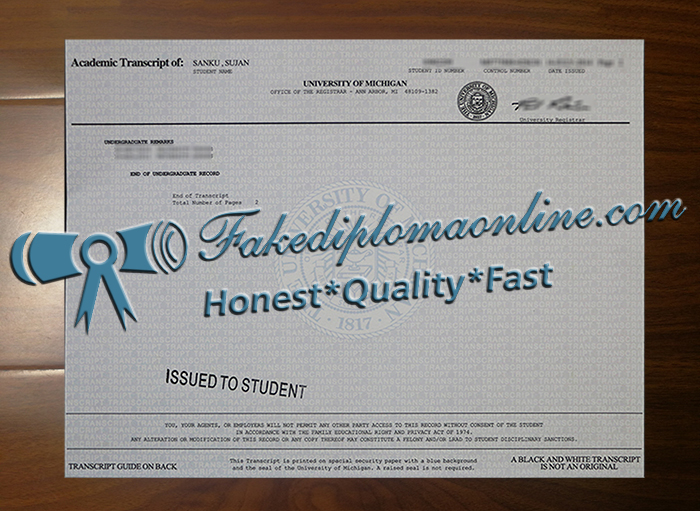 Academic Transcript of: SANKU , SUJAN
STUDENT NAME
STUDENT ID NUMBER CONTROL NUMBER DATE ISSUED
UNIVERSITY OF MICHIGAN
OFFICE OF THE REGISTRAR - ANN ARBOR, MI 48109-1382
University Registrar
UNDERGRADUATE REMARKS
END OF UNDERGRADUATE RECORD
End of Transcript
Total Number of Pages 2
UNIVERSITY OF
Fakediplomaonline.com
Honest*Quality*Fast
1817
ISSUED TO STUDENT
YOU, YOUR AGENTS, OR EMPLOYERS WILL NOT PERMIT ANY OTHER PARTY ACCESS TO THIS RECORD WITHOUT CONSENT OF THE STUDENT
IN ACCORDANCE WITH THE FAMILY EDUCATIONAL RIGHT AND PRIVACY ACT OF 1974.
ANY ALTERATION OR MODIFICATION OF THIS RECORD OR ANY COPY THEREOF MAY CONSTITUTE A FELONY AND/OR LEAD TO STUDENT DISCIPLINARY SANCTIONS.
TRANSCRIPT GUIDE ON BACK
This Transcript is printed on special security paper with a blue background
and the seal of the University of Michigan. A raised seal is not required.
A BLACK AND WHITE TRANSCRIPT
IS NOT AN ORIGINAL